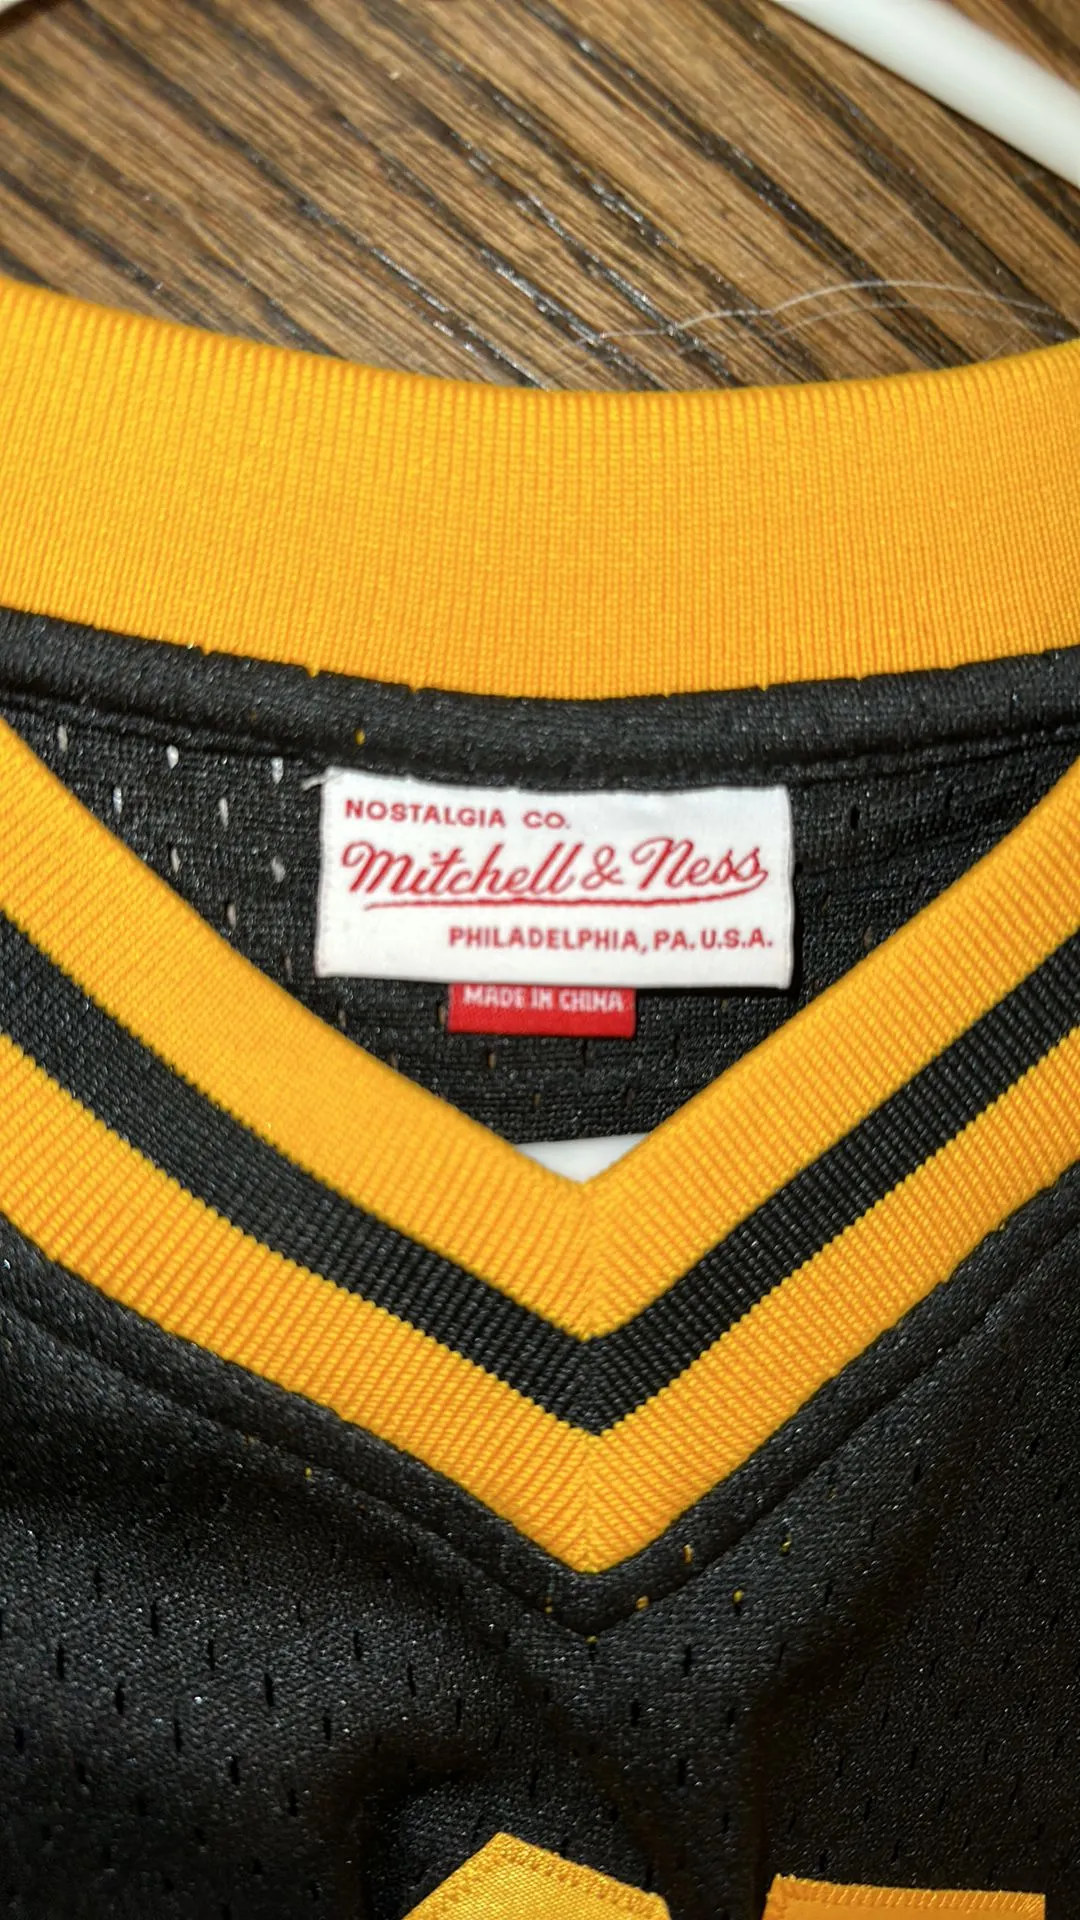 NOSTALGIA CO.
Mitchell & Ness
PHILADELPHIA, PA. U.S.A.
MADE IN CHINA